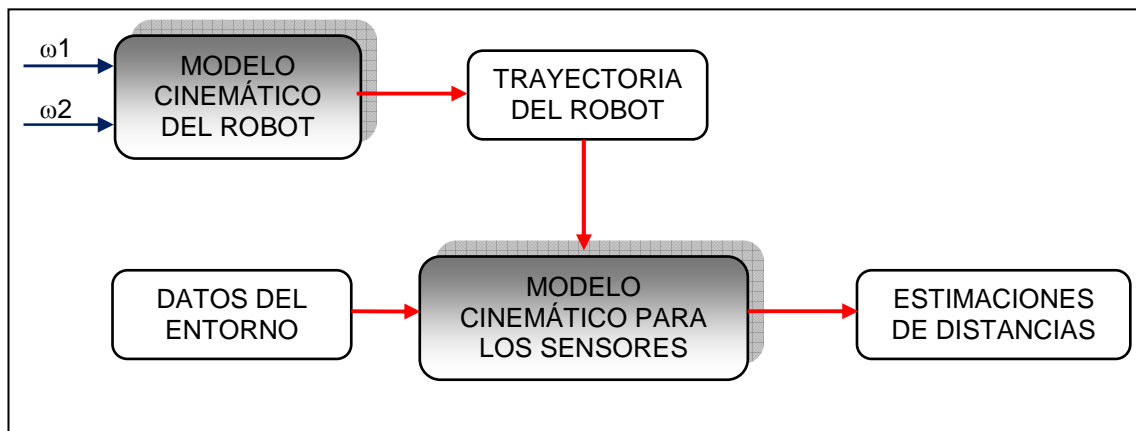 ω1
ω2
MODELO
CINEMÁTICO
DEL ROBOT
TRAYECTORIA
DEL ROBOT
DATOS DEL
ENTORNO
MODELO
CINEMÁTICO PARA
LOS SENSORES
ESTIMACIONES
DE DISTANCIAS